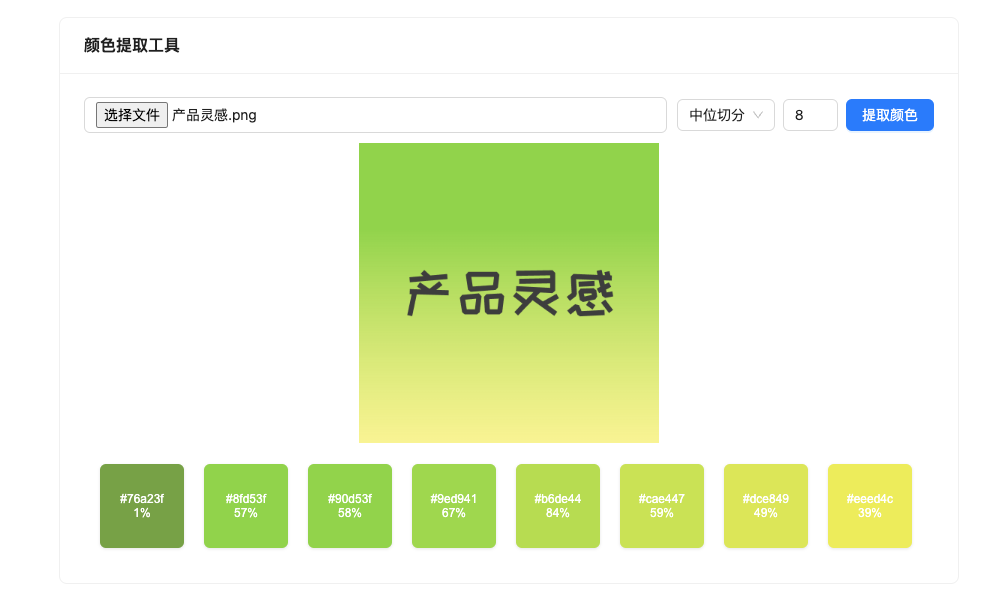 颜色提取工具
选择文件 产品灵感.png 中位切分 8 提取颜色
产品灵感
#76a23f #8fd53f #90d53f #9ed941 #b6de44 #cae447 #dce849 #eeed4c
1% 57% 58% 67% 84% 59% 49% 39%